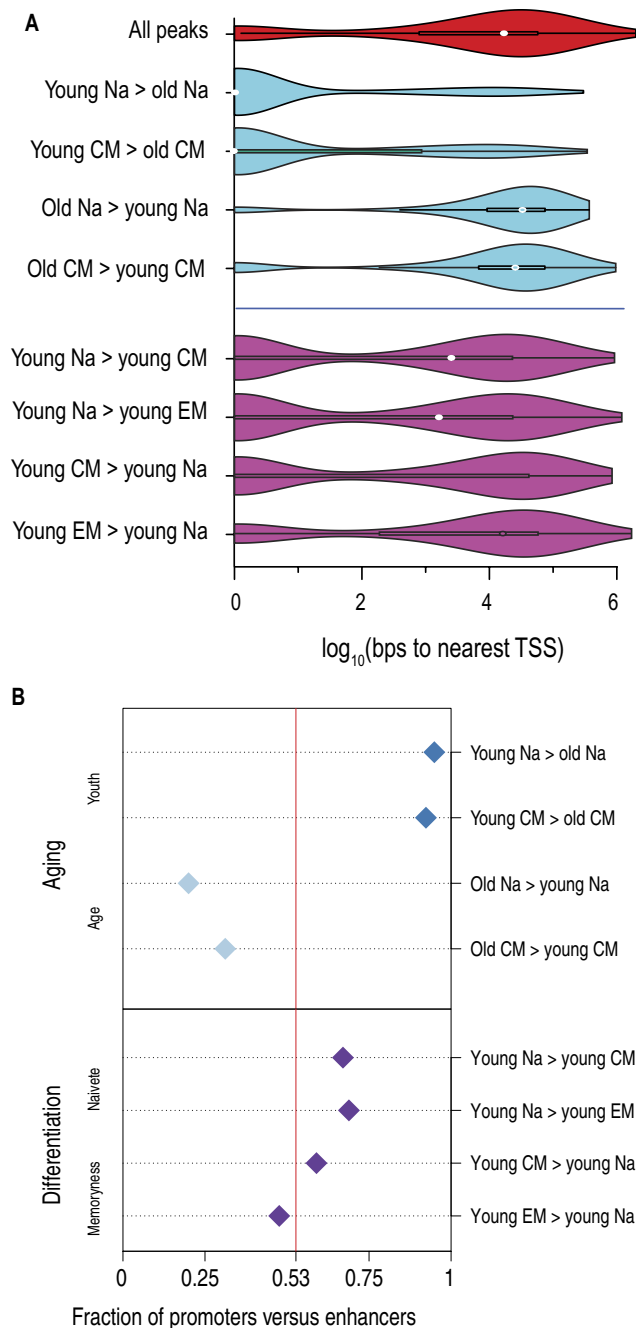 A
All peaks
Young Na > old Na
Young CM > old CM
Old Na > young Na
Old CM > young CM
Young Na > young CM
Young Na > young EM
Young CM > young Na
Young EM > young Na
0 2 4 6
log10(bps to nearest TSS)
B
Aging
Youth
Age
Young Na > old Na
Young CM > old CM
Old Na > young Na
Old CM > young CM
Differentiation
Naivete
Memoryness
Young Na > young CM
Young Na > young EM
Young CM > young Na
Young EM > young Na
0 0.25 0.53 0.75 1
Fraction of promoters versus enhancers